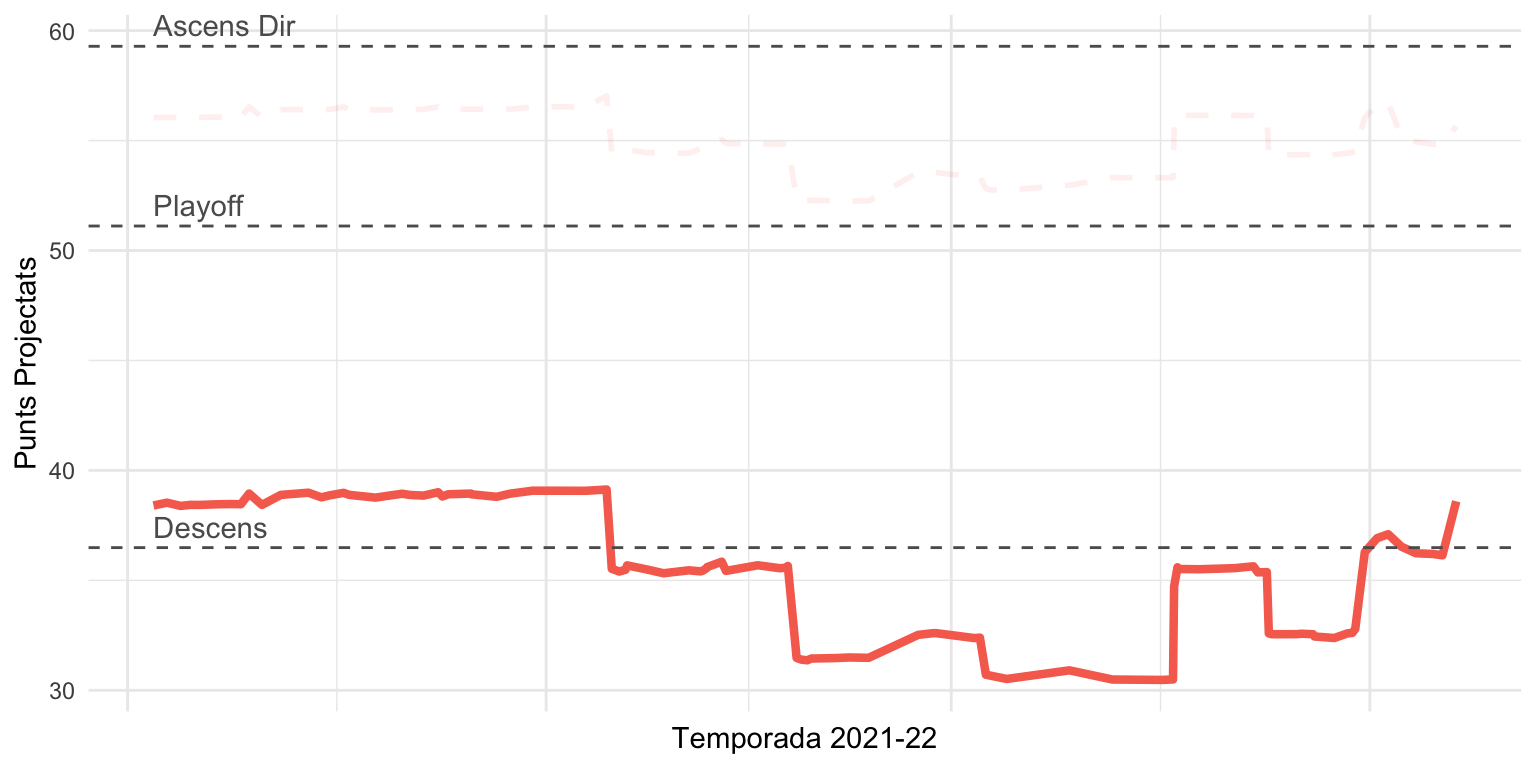 60
Ascens Dir
Playoff
50
Punts Projectats
40
Descens
30
Temporada 2021-22